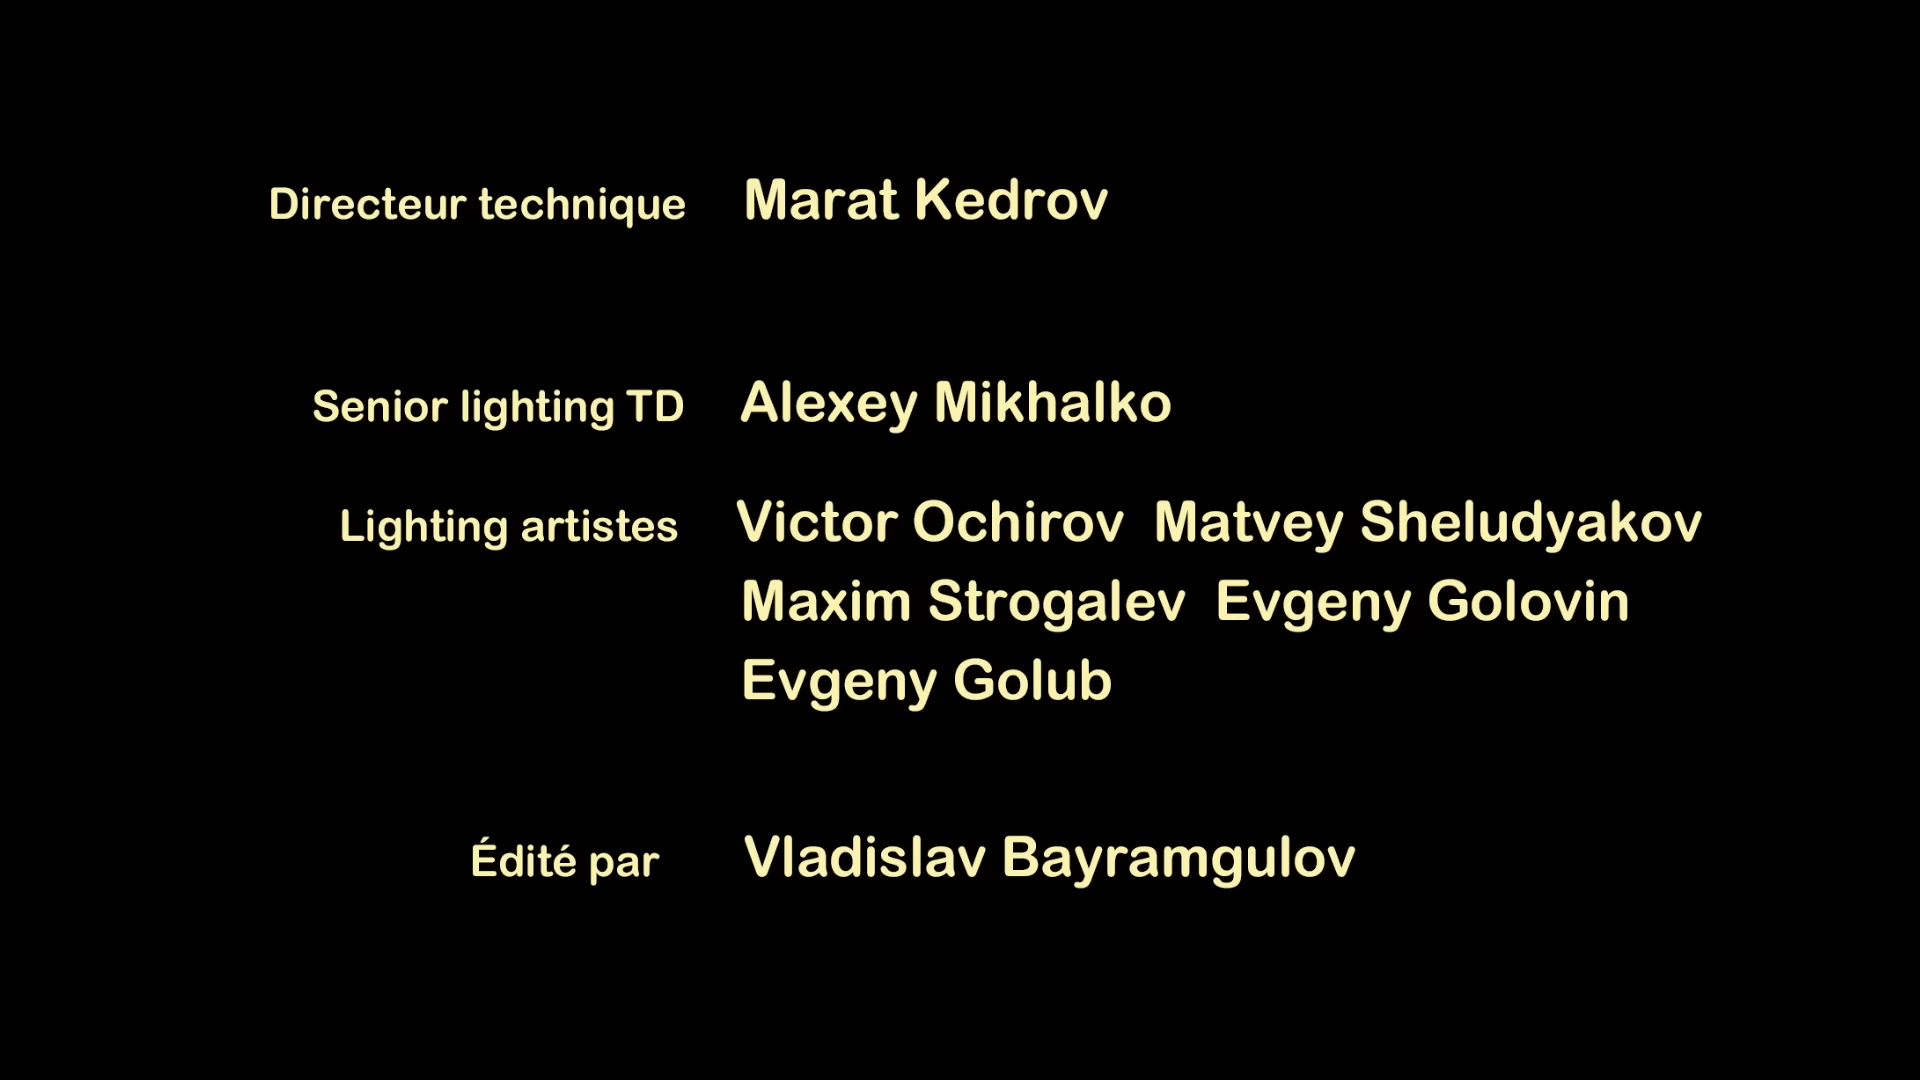 Directeur technique Marat Kedrov
Senior lighting TD Alexey Mikhalko
Lighting artistes Victor Ochirov Matvey Sheludyakov
Maxim Strogalev Evgeny Golovin
Evgeny Golub
Édité par Vladislav Bayramgulov